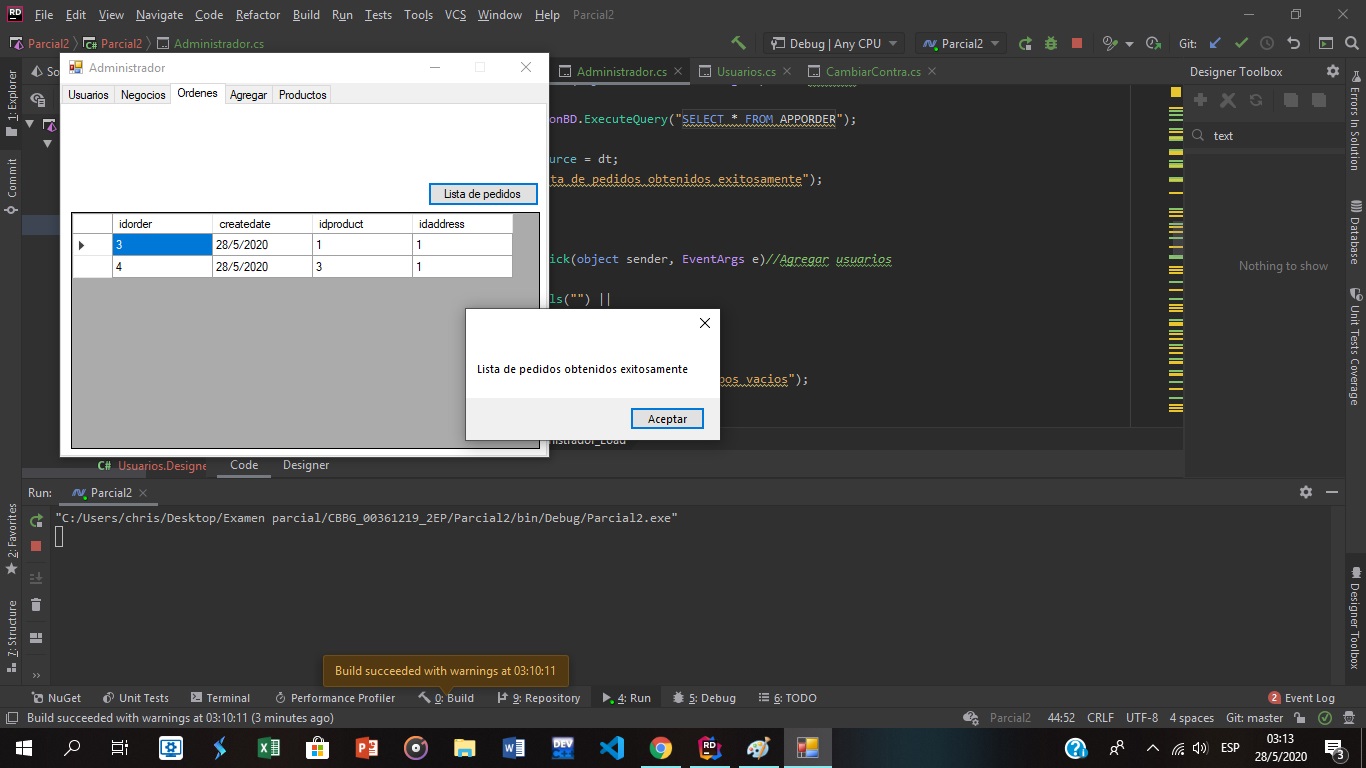 RD File Edit View Navigate Code Refactor Build Run Tests Tools VCS Window Help Parcial2
Parcial2 C# Parcial2 Administrador.cs Debug | Any CPU Parcial2 Git:
1: Explorer
Commit
2: Favorites
7: Structure
So
Administrador
Usuarios Negocios Ordenes Agregar Productos
Lista de pedidos
idorder createdate idproduct idaddress
3 28/5/2020 1 1
4 28/5/2020 3 1
Administrador.cs Usuarios.cs CambiarContra.cs
onBD.ExecuteQuery("SELECT * FROM APPORDER");
urce = dt;
ta de pedidos obtenidos exitosamente");
ick(object sender, EventArgs e)//Agregar usuarios
ls("") ||
pos vacios");
nistrador_Load
Lista de pedidos obtenidos exitosamente
Aceptar
C# Usuarios.Designe Code Designer
Designer Toolbox
text
Nothing to show
Errors In Solution
Database
Unit Tests Coverage
Designer Toolbox
Run: Parcial2
"C:/Users/chris/Desktop/Examen parcial/CBBG_00361219_2EP/Parcial2/bin/Debug/Parcial2.exe"
Build succeeded with warnings at 03:10:11
NuGet Unit Tests Terminal Performance Profiler 0: Build 9: Repository 4: Run 5: Debug 6: TODO 2 Event Log
Build succeeded with warnings at 03:10:11 (3 minutes ago) Parcial2 44:52 CRLF UTF-8 4 spaces Git: master
DEV RD ESP 03:13
28/5/2020 3